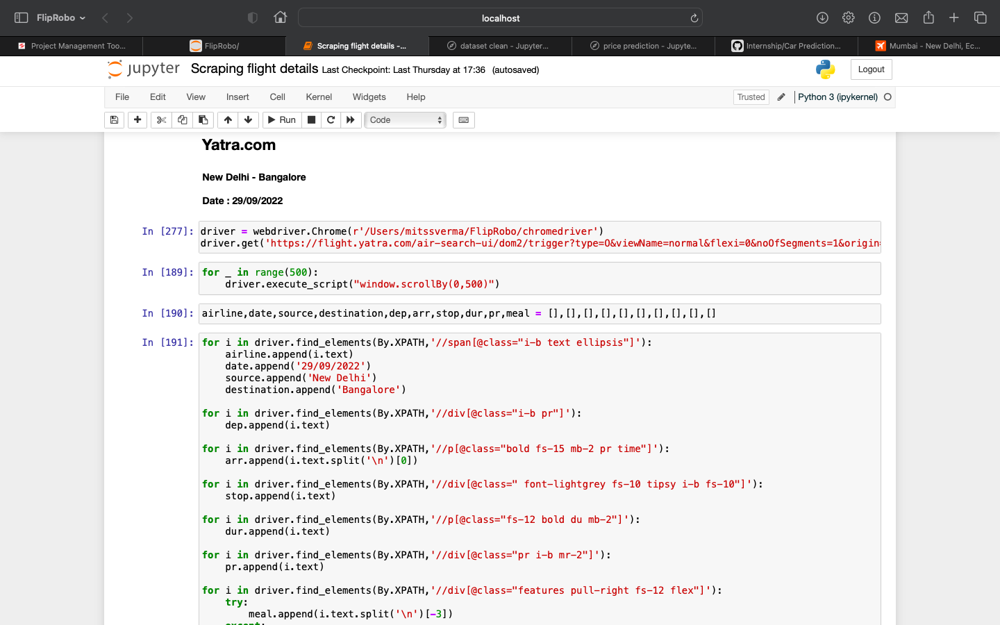 FlipRobo
localhost
Project Management Too...
FlipRobo/
Scraping flight details -...
dataset clean - Jupyter...
price prediction - Jupyte...
Internship/Car Prediction...
Mumbai - New Delhi, Ec...
jupyter Scraping flight details Last Checkpoint: Last Thursday at 17:36 (autosaved)
Logout
File Edit View Insert Cell Kernel Widgets Help
Trusted Python 3 (ipykernel)
Run Code
Yatra.com
New Delhi - Bangalore
Date : 29/09/2022
In [277]: driver = webdriver.Chrome(r'/Users/mitssverma/FlipRobo/chromedriver')
driver.get('https://flight.yatra.com/air-search-ui/dom2/trigger?type=O&viewName=normal&flexi=0&noOfSegments=1&origin=
In [189]: for _ in range(500):
    driver.execute_script("window.scrollBy(0,500)")
In [190]: airline,date,source,destination,dep,arr,stop,dur,pr,meal = [],[],[],[],[],[],[],[],[],[]
In [191]: for i in driver.find_elements(By.XPATH,'//span[@class="i-b text ellipsis"]'):
    airline.append(i.text)
    date.append('29/09/2022')
    source.append('New Delhi')
    destination.append('Bangalore')
for i in driver.find_elements(By.XPATH,'//div[@class="i-b pr"]'):
    dep.append(i.text)
for i in driver.find_elements(By.XPATH,'//p[@class="bold fs-15 mb-2 pr time"]'):
    arr.append(i.text.split('\n')[0])
for i in driver.find_elements(By.XPATH,'//div[@class=" font-lightgrey fs-10 tipsy i-b fs-10"]'):
    stop.append(i.text)
for i in driver.find_elements(By.XPATH,'//p[@class="fs-12 bold du mb-2"]'):
    dur.append(i.text)
for i in driver.find_elements(By.XPATH,'//div[@class="pr i-b mr-2"]'):
    pr.append(i.text)
for i in driver.find_elements(By.XPATH,'//div[@class="features pull-right fs-12 flex"]'):
    try:
        meal.append(i.text.split('\n')[-3])
    except: